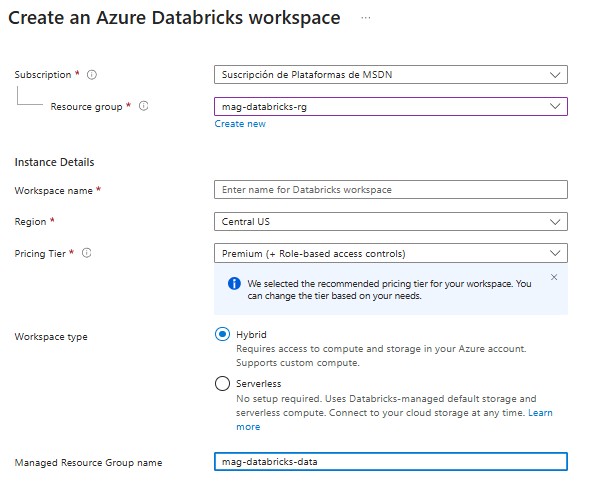 Create an Azure Databricks workspace ...
Subscription *
Suscripción de Plataformas de MSDN
Resource group *
mag-databricks-rg
Create new
Instance Details
Workspace name *
Enter name for Databricks workspace
Region *
Central US
Pricing Tier *
Premium (+ Role-based access controls)
We selected the recommended pricing tier for your workspace. You
can change the tier based on your needs.
Workspace type
Hybrid
Requires access to compute and storage in your Azure account.
Supports custom compute.
Serverless
No setup required. Uses Databricks-managed default storage and
serverless compute. Connect to your cloud storage at any time. Learn
more
Managed Resource Group name
mag-databricks-data